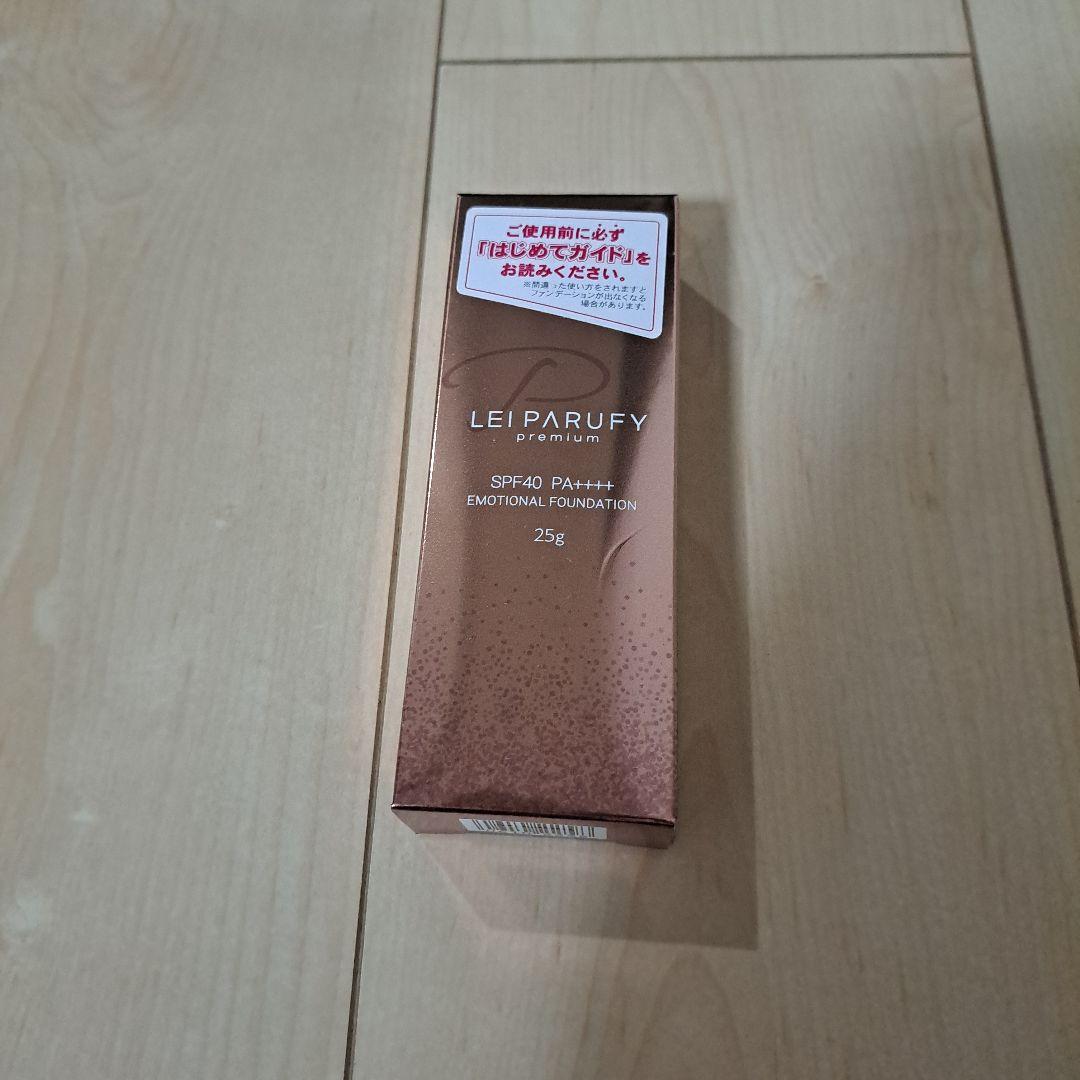 ご使用前に必ず
「はじめてガイド」を
お読みください。
※間違った使い方をされますと
ファンデーションが出なくなる
場合があります。
P
LEI PARUFY
premium
SPF40 PA++++
EMOTIONAL FOUNDATION
25g